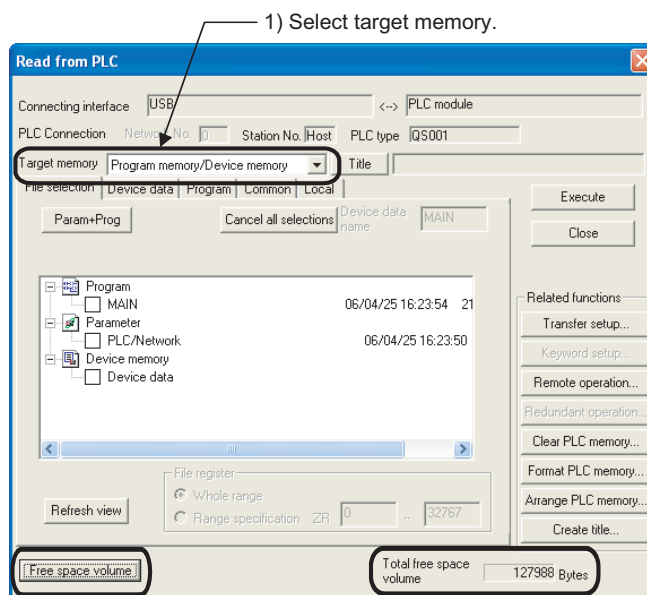 1) Select target memory.
Read from PLC
Connecting interface USB <--> PLC module
PLC Connection Network No. 0 Station No. Host PLC type QS001
Target memory Program memory/Device memory Title
File selection Device data Program Common Local
Execute
Param+Prog Cancel all selections Device data name MAIN
Close
Program
MAIN 06/04/25 16:23:54 21
Parameter
PLC/Network 06/04/25 16:23:50
Device memory
Device data
Related functions
Transfer setup...
Keyword setup...
Remote operation...
Redundant operation...
Clear PLC memory...
Format PLC memory...
Arrange PLC memory...
Create title...
File register
Whole range
Refresh view
Range specification ZR 0 .. 32767
Free space volume
Total free space volume 127988 Bytes